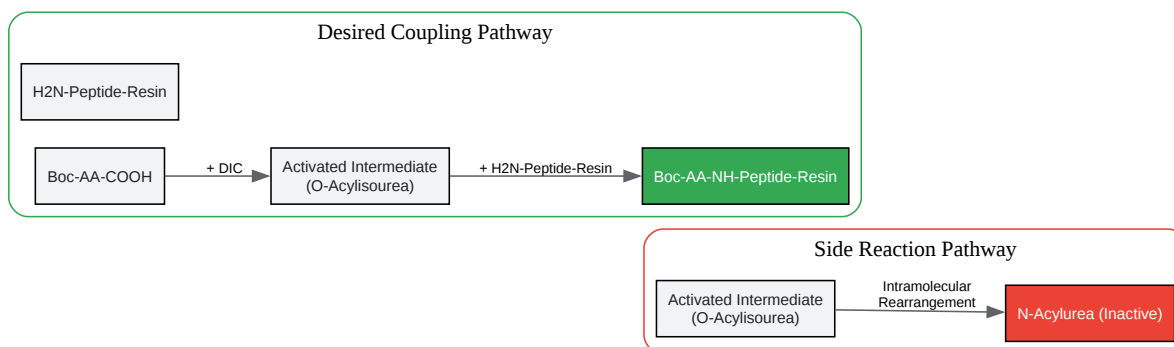 Desired Coupling Pathway
H2N-Peptide-Resin
Boc-AA-COOH
+ DIC
Activated Intermediate
(O-Acylisourea)
+ H2N-Peptide-Resin
Boc-AA-NH-Peptide-Resin
Side Reaction Pathway
Activated Intermediate
(O-Acylisourea)
Intramolecular
Rearrangement
N-Acylurea (Inactive)